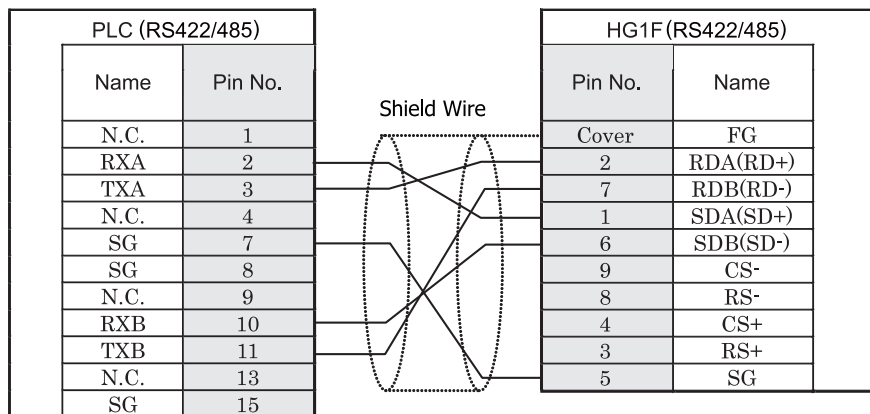 PLC (RS422/485)
Name Pin No.
N.C. 1
RXA 2
TXA 3
N.C. 4
SG 7
SG 8
N.C. 9
RXB 10
TXB 11
N.C. 13
SG 15
Shield Wire
HG1F(RS422/485)
Pin No. Name
Cover FG
2 RDA(RD+)
7 RDB(RD-)
1 SDA(SD+)
6 SDB(SD-)
9 CS-
8 RS-
4 CS+
3 RS+
5 SG